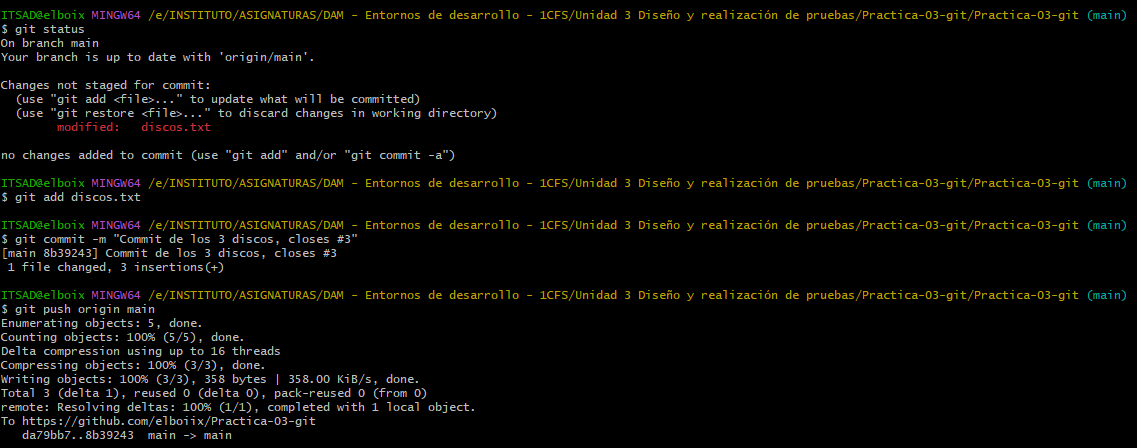 ITSAD@elboix MINGW64 /e/INSTITUTO/ASIGNATURAS/DAM - Entornos de desarrollo - 1CFS/Unidad 3 Diseño y realización de pruebas/Practica-03-git/Practica-03-git (main)
$ git status
On branch main
Your branch is up to date with 'origin/main'.
Changes not staged for commit:
(use "git add <file>..." to update what will be committed)
(use "git restore <file>..." to discard changes in working directory)
modified: discos.txt
no changes added to commit (use "git add" and/or "git commit -a")
ITSAD@elboix MINGW64 /e/INSTITUTO/ASIGNATURAS/DAM - Entornos de desarrollo - 1CFS/Unidad 3 Diseño y realización de pruebas/Practica-03-git/Practica-03-git (main)
$ git add discos.txt
ITSAD@elboix MINGW64 /e/INSTITUTO/ASIGNATURAS/DAM - Entornos de desarrollo - 1CFS/Unidad 3 Diseño y realización de pruebas/Practica-03-git/Practica-03-git (main)
$ git commit -m "Commit de los 3 discos, closes #3"
[main 8b39243] Commit de los 3 discos, closes #3
1 file changed, 3 insertions(+)
ITSAD@elboix MINGW64 /e/INSTITUTO/ASIGNATURAS/DAM - Entornos de desarrollo - 1CFS/Unidad 3 Diseño y realización de pruebas/Practica-03-git/Practica-03-git (main)
$ git push origin main
Enumerating objects: 5, done.
Counting objects: 100% (5/5), done.
Delta compression using up to 16 threads
Compressing objects: 100% (3/3), done.
Writing objects: 100% (3/3), 358 bytes | 358.00 KiB/s, done.
Total 3 (delta 1), reused 0 (delta 0), pack-reused 0 (from 0)
remote: Resolving deltas: 100% (1/1), completed with 1 local object.
To https://github.com/elboiix/Practica-03-git
da79bb7..8b39243 main -> main